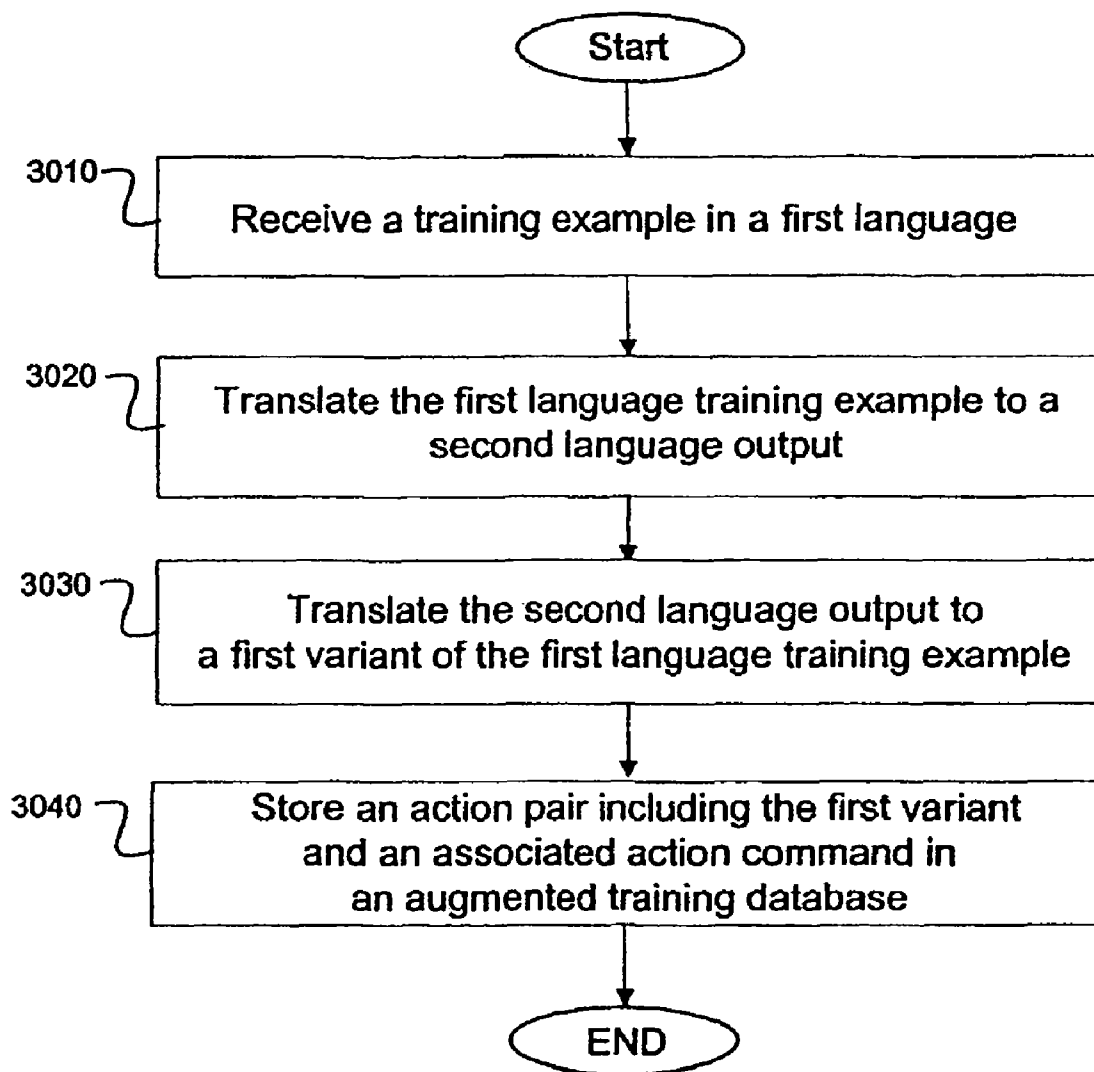 Start
3010
Receive a training example in a first language
3020
Translate the first language training example to a
second language output
3030
Translate the second language output to
a first variant of the first language training example
3040
Store an action pair including the first variant
and an associated action command in
an augmented training database
END